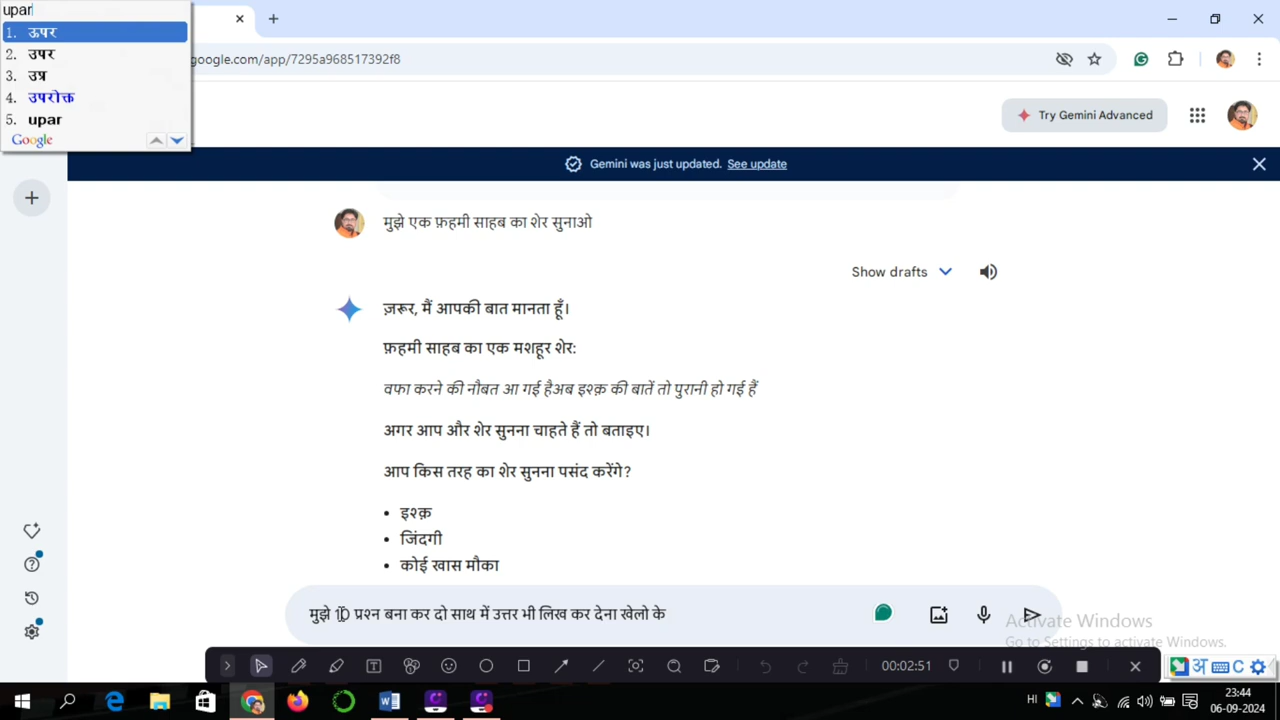 upar
1. ऊपर
2. उपर
3. उप्र
4. उपरोक्त
5. upar
Google
google.com/app/7295a968517392f8
Try Gemini Advanced
Gemini was just updated. See update
मुझे एक फ़हमी साहब का शेर सुनाओ
Show drafts
ज़रूर, मैं आपकी बात मानता हूँ।
फ़हमी साहब का एक मशहूर शेर:
वफा करने की नौबत आ गई हैअब इश्क़ की बातें तो पुरानी हो गई हैं
अगर आप और शेर सुनना चाहते हैं तो बताइए।
आप किस तरह का शेर सुनना पसंद करेंगे?
• इश्क़
• जिंदगी
• कोई खास मौका
मुझे 10 प्रश्न बना कर दो साथ में उत्तर भी लिख कर देना खेलो के
Activate Windows
Go to Settings to activate Windows.
00:02:51
अ
HI
23:44
06-09-2024